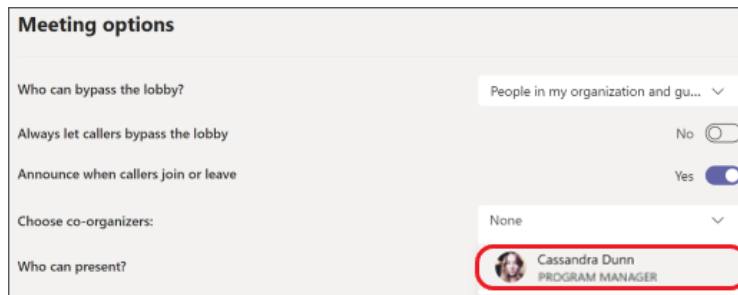 Meeting options
Who can bypass the lobby? People in my organization and gu...
Always let callers bypass the lobby No
Announce when callers join or leave Yes
Choose co-organizers: None
Who can present? Cassandra Dunn
PROGRAM MANAGER